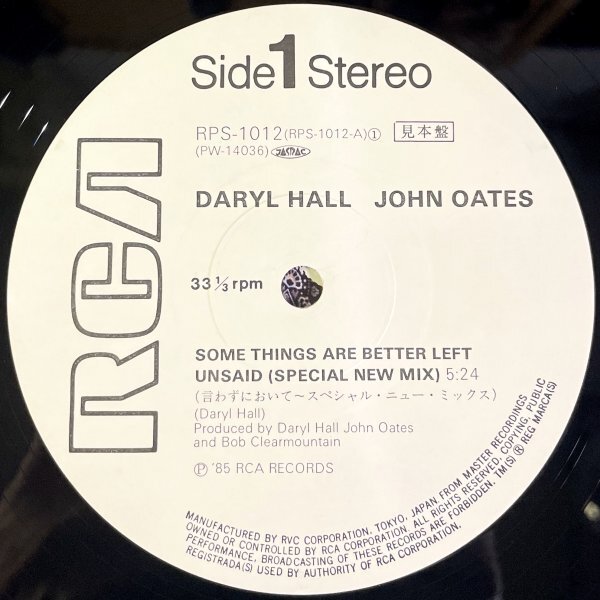 Side 1 Stereo
RPS-1012 (RPS-1012-A) ① 見本盤
(PW-14036) JASRAC
DARYL HALL JOHN OATES
RCA
33 1/3 rpm
SOME THINGS ARE BETTER LEFT
UNSAID (SPECIAL NEW MIX) 5:24
(言わずにおいて～スペシャル・ニュー・ミックス)
(Daryl Hall)
Produced by Daryl Hall John Oates
and Bob Clearmountain
Ⓟ '85 RCA RECORDS
MANUFACTURED BY RVC CORPORATION, TOKYO, JAPAN, FROM MASTER RECORDINGS
OWNED OR CONTROLLED BY RCA CORPORATION. ALL RIGHTS RESERVED. COPYING, PUBLIC
PERFORMANCE, BROADCASTING OF THESE RECORDS ARE FORBIDDEN. TM(S) ® REG MARCA(S)
REGISTRADA(S) USED BY AUTHORITY OF RCA CORPORATION.